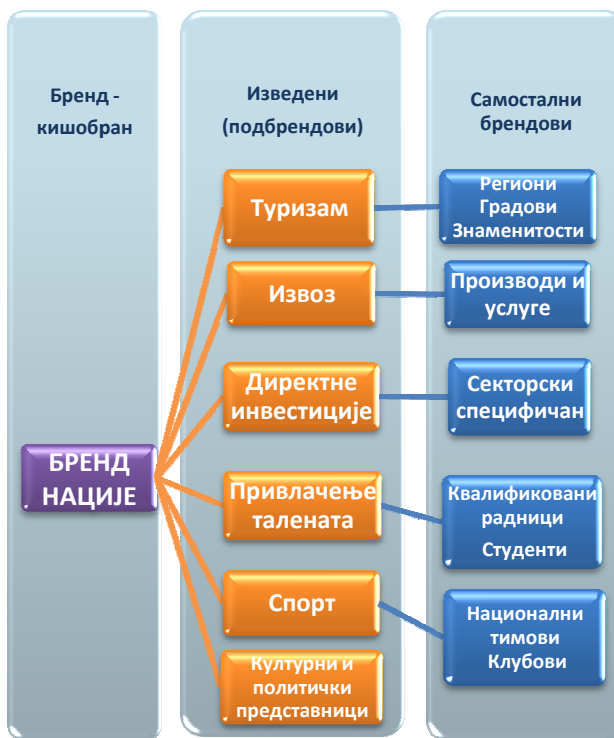 Бренд -
кишобран
Изведени
(подбрендови)
Самостални
брендови
БРЕНД
НАЦИЈЕ
Туризам
Извоз
Директне
инвестиције
Привлачење
талената
Спорт
Културни и
политички
представници
Региони
Градови
Знаменитости
Производи и
услуге
Секторски
специфичан
Квалификовани
радници
Студенти
Национални
тимови
Клубови